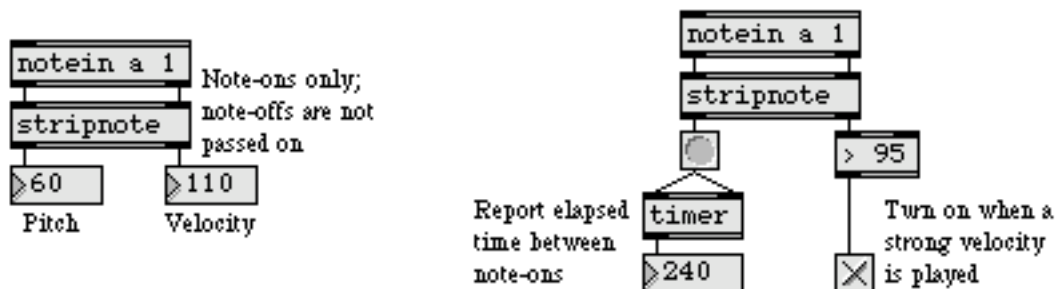 notein a 1
Note-ons only;
note-offs are not
passed on
stripnote
60
110
Pitch
Velocity
notein a 1
stripnote
> 95
Report elapsed
time between
note-ons
timer
240
Turn on when a
strong velocity
is played